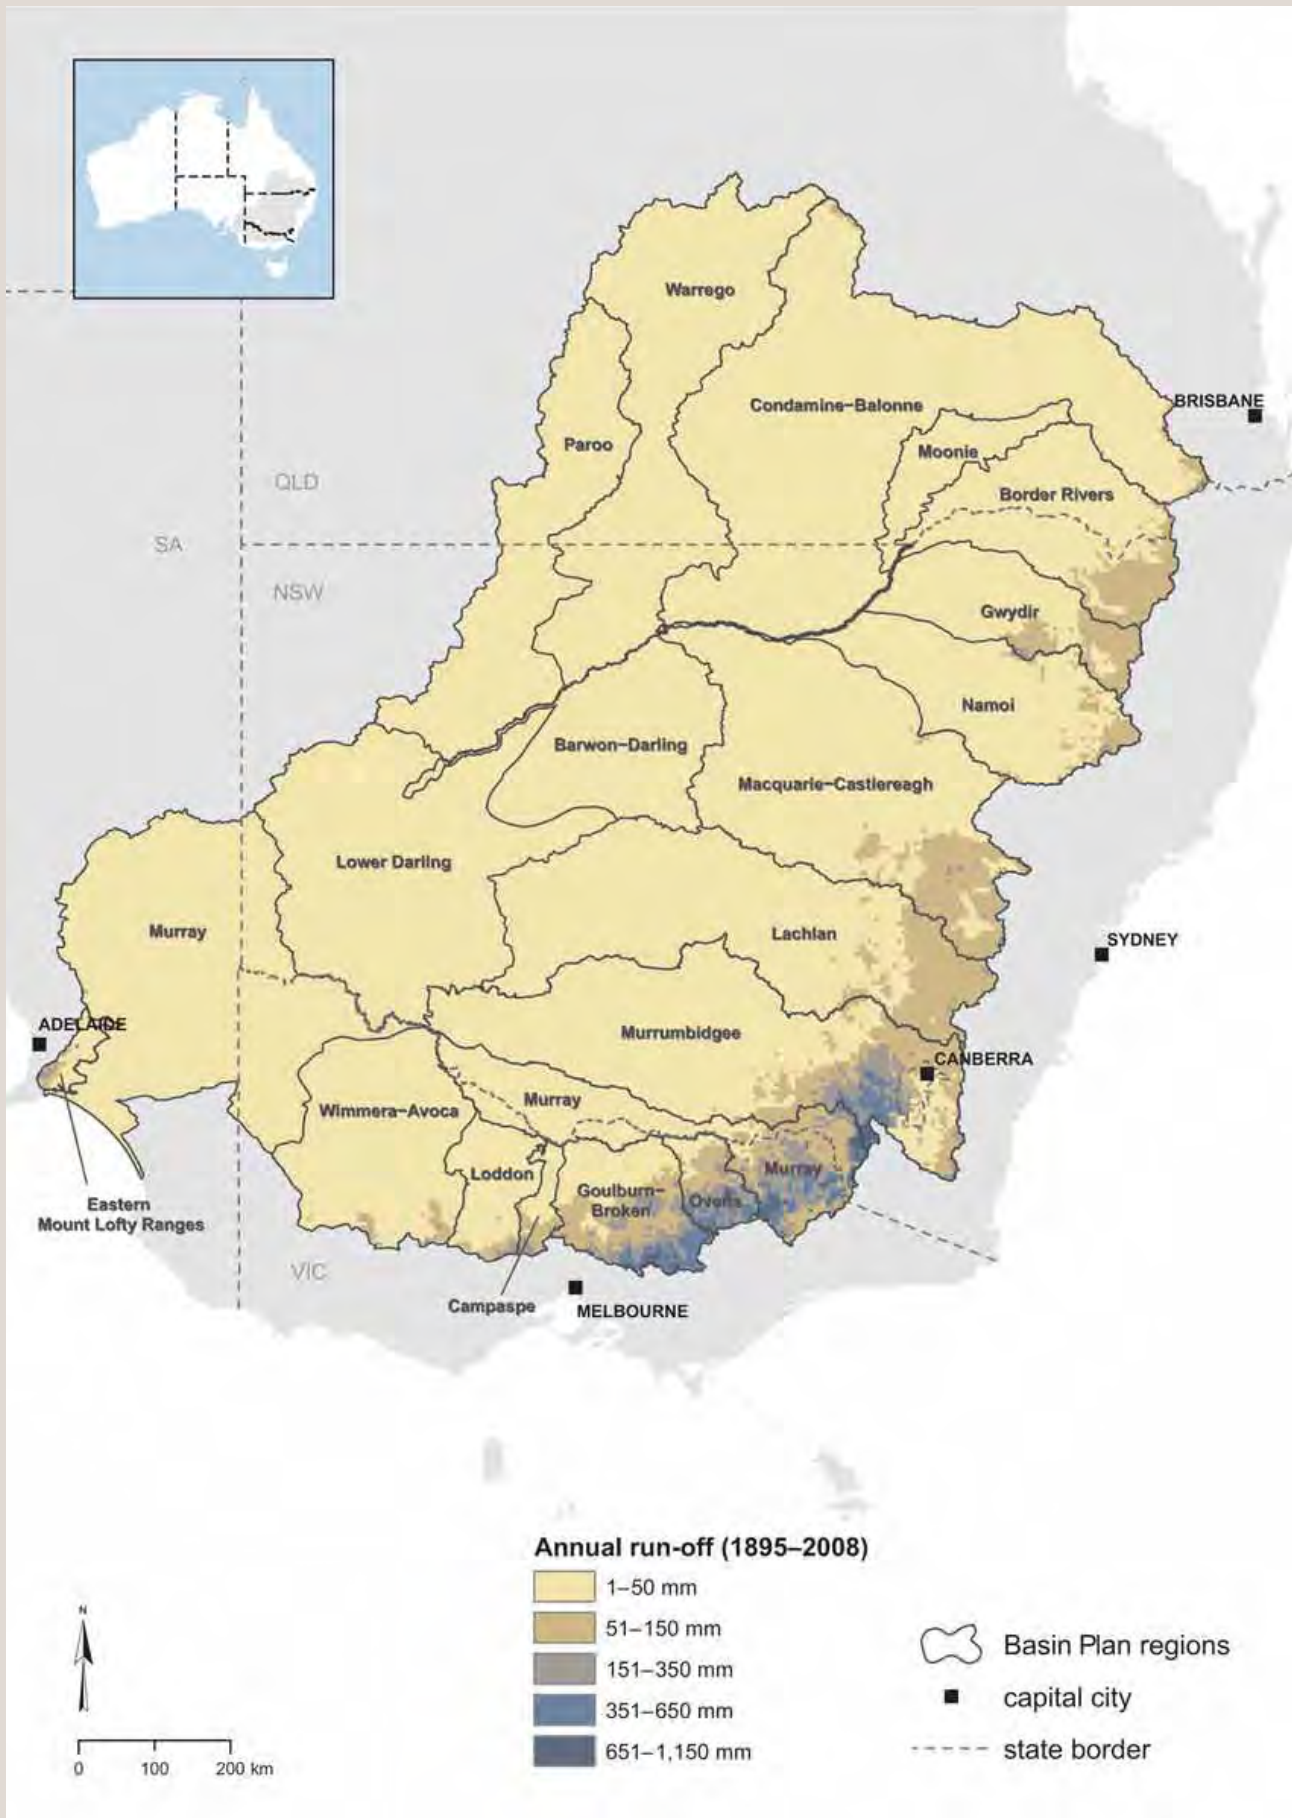 Warrego
BRISBANE
Condamine–Balonne
Paroo
Moonie
QLD
Border Rivers
SA
NSW
Gwydir
Namoi
Barwon–Darling
Macquarie–Castlereagh
Lower Darling
Murray
Lachlan
SYDNEY
ADELAIDE
Murrumbidgee
CANBERRA
Wimmera–Avoca
Murray
Loddon
Murray
Goulburn–
Broken
Ovens
Eastern
Mount Lofty Ranges
VIC
Campaspe
MELBOURNE
Annual run-off (1895–2008)
1–50 mm
51–150 mm
151–350 mm
351–650 mm
651–1,150 mm
N
0 100 200 km
Basin Plan regions
capital city
state border